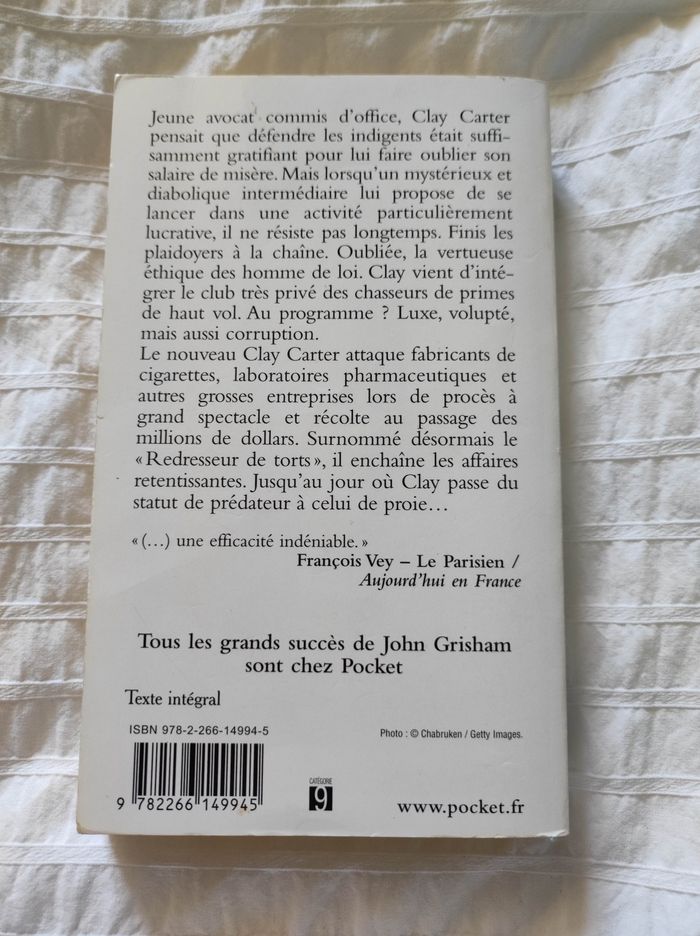 Jeune avocat commis d'office, Clay Carter
pensait que défendre les indigents était suffi-
samment gratifiant pour lui faire oublier son
salaire de misère. Mais lorsqu'un mystérieux et
diabolique intermédiaire lui propose de se
lancer dans une activité particulièrement
lucrative, il ne résiste pas longtemps. Finis les
plaidoyers à la chaîne. Oubliée, la vertueuse
éthique des homme de loi. Clay vient d'inté-
grer le club très privé des chasseurs de primes
de haut vol. Au programme ? Luxe, volupté,
mais aussi corruption.
Le nouveau Clay Carter attaque fabricants de
cigarettes, laboratoires pharmaceutiques et
autres grosses entreprises lors de procès à
grand spectacle et récolte au passage des
millions de dollars. Surnommé désormais le
« Redresseur de torts », il enchaîne les affaires
retentissantes. Jusqu'au jour où Clay passe du
statut de prédateur à celui de proie…
« (…) une efficacité indéniable. »
François Vey – Le Parisien /
Aujourd'hui en France
Tous les grands succès de John Grisham
sont chez Pocket
Texte intégral
ISBN 978-2-266-14994-5
Photo : © Chabruken / Getty Images.
CATÉGORIE
9
9 782266 149945
www.pocket.fr